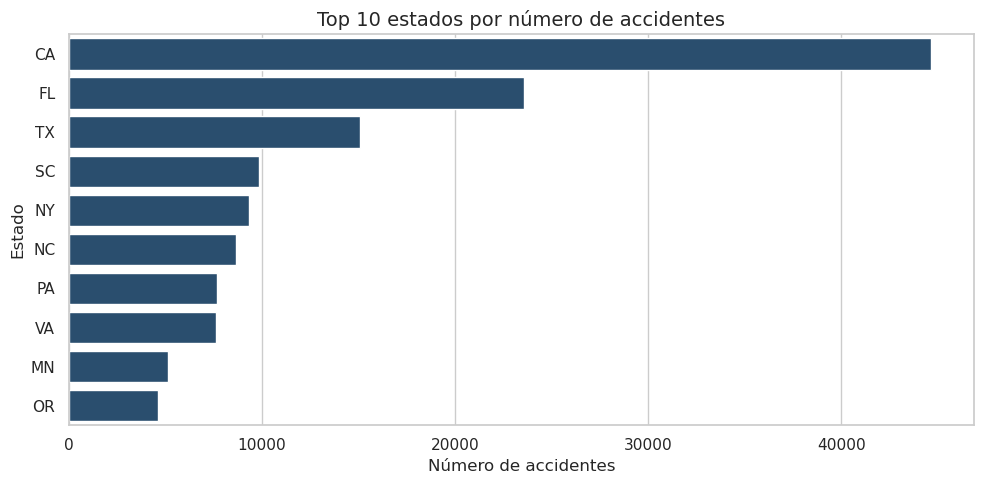 Top 10 estados por número de accidentes
Estado
CA
FL
TX
SC
NY
NC
PA
VA
MN
OR
0 10000 20000 30000 40000
Número de accidentes